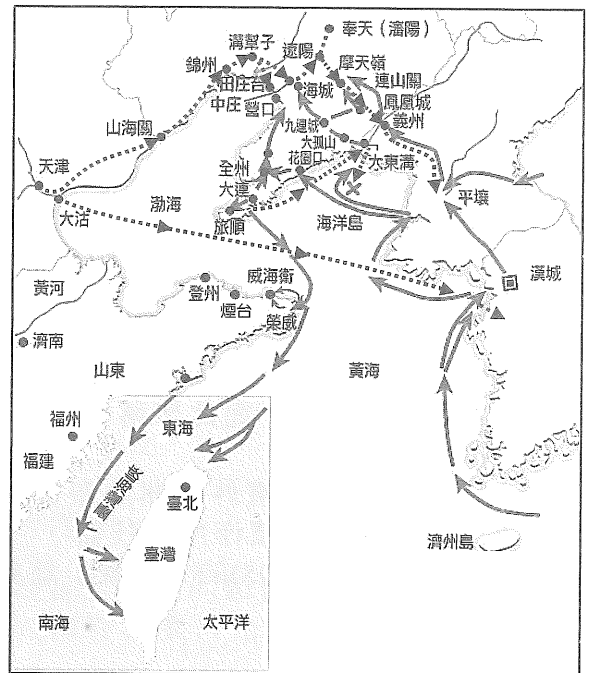 奉天（瀋陽）
溝幫子
遼陽
摩天嶺
錦州
連山關
田庄台
海城
鳳凰城
中庄
營口
義州
山海關
九連城
大孤山
天津
全州
花園口
大東溝
大沽
大連
平壤
渤海
旅順
海洋島
威海衛
漢城
黃河
登州
煙台
榮威
濟南
山東
黃海
福州
東海
福建
臺灣海峽
臺北
臺灣
濟州島
南海
太平洋